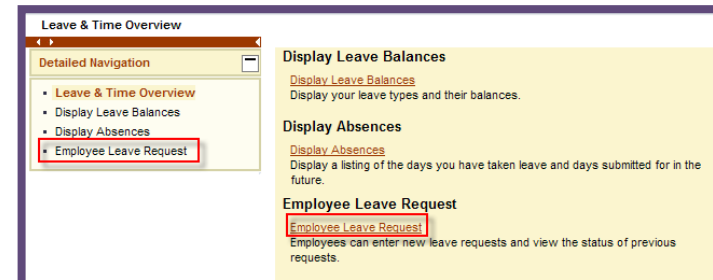 Leave & Time Overview
Detailed Navigation
Leave & Time Overview
Display Leave Balances
Display Absences
Employee Leave Request
Display Leave Balances
Display Leave Balances
Display your leave types and their balances.
Display Absences
Display Absences
Display a listing of the days you have taken leave and days submitted for in the
future.
Employee Leave Request
Employee Leave Request
Employees can enter new leave requests and view the status of previous
requests.